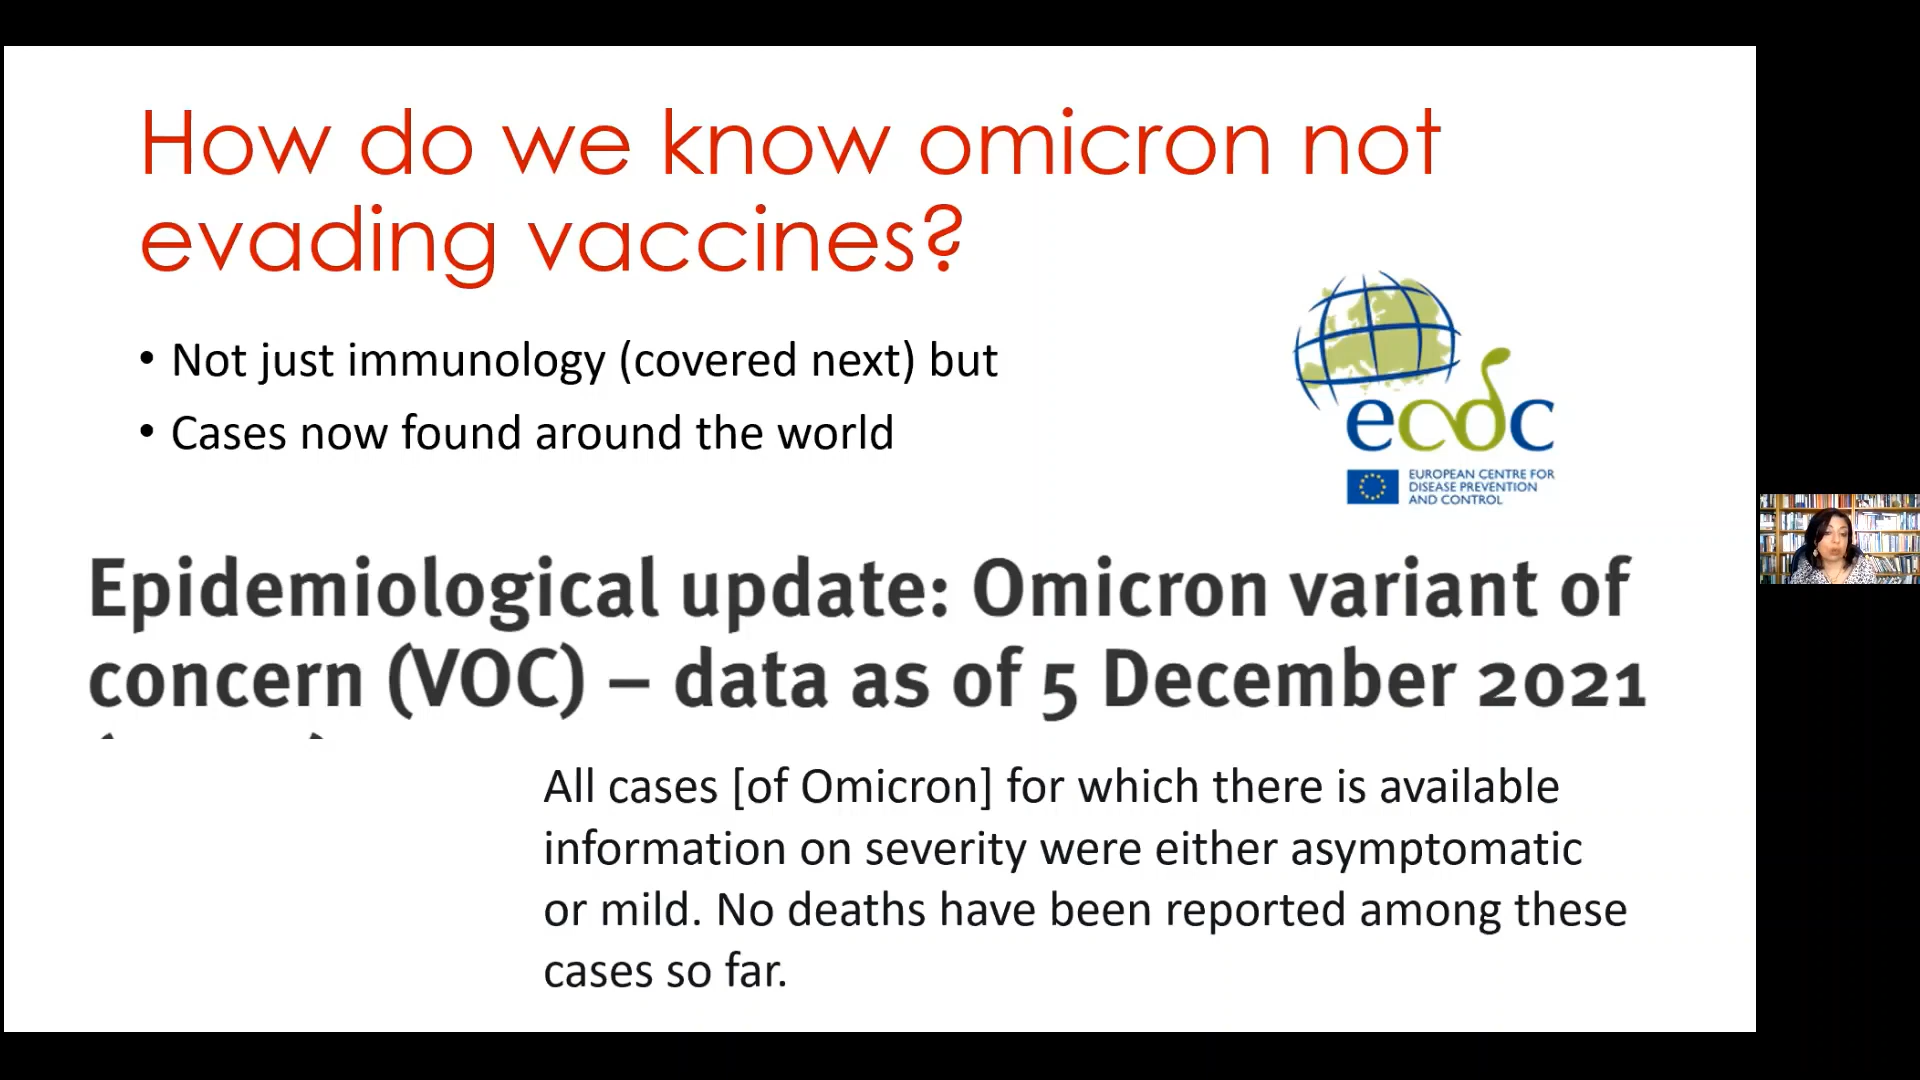 How do we know omicron not
evading vaccines?
• Not just immunology (covered next) but
• Cases now found around the world
ecdc
EUROPEAN CENTRE FOR
DISEASE PREVENTION
AND CONTROL
Epidemiological update: Omicron variant of
concern (VOC) – data as of 5 December 2021
All cases [of Omicron] for which there is available
information on severity were either asymptomatic
or mild. No deaths have been reported among these
cases so far.